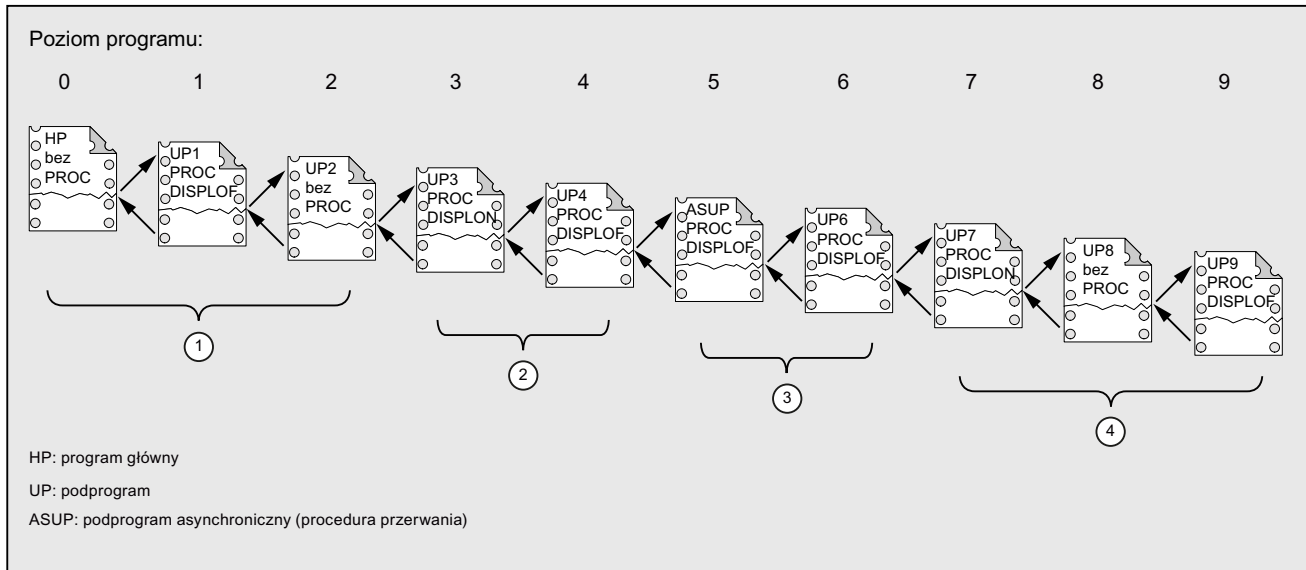 Poziom programu:
0 1 2 3 4 5 6 7 8 9
HP
bez
PROC
UP1
PROC
DISPLOF
UP2
bez
PROC
UP3
PROC
DISPLON
UP4
PROC
DISPLOF
ASUP
PROC
DISPLOF
UP6
PROC
DISPLOF
UP7
PROC
DISPLON
UP8
bez
PROC
UP9
PROC
DISPLOF
1
2
3
4
HP: program główny
UP: podprogram
ASUP: podprogram asynchroniczny (procedura przerwania)